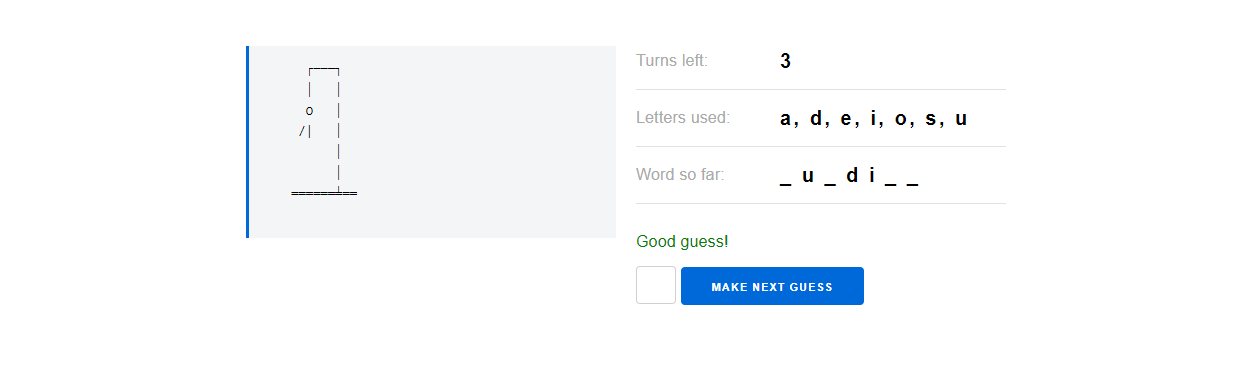 Turns left: 3
O
/|
Letters used: a, d, e, i, o, s, u
Word so far: _ u _ d i _ _
Good guess!
MAKE NEXT GUESS